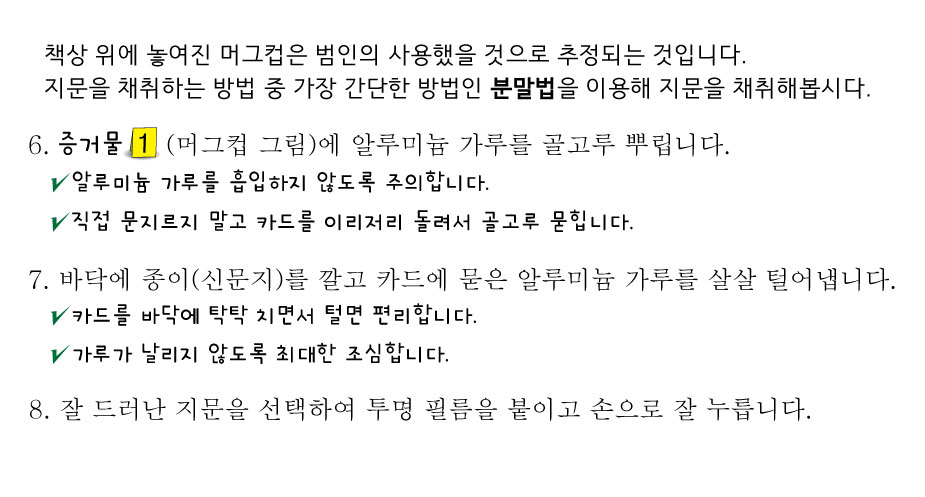 책상 위에 놓여진 머그컵은 범인의 사용했을 것으로 추정되는 것입니다.
지문을 채취하는 방법 중 가장 간단한 방법인 분말법을 이용해 지문을 채취해봅시다.
6. 증거물 1 (머그컵 그림)에 알루미늄 가루를 골고루 뿌립니다.
✓알루미늄 가루를 흡입하지 않도록 주의합니다.
✓직접 문지르지 말고 카드를 이리저리 돌려서 골고루 묻힙니다.
7. 바닥에 종이(신문지)를 깔고 카드에 묻은 알루미늄 가루를 살살 털어냅니다.
✓카드를 바닥에 탁탁 치면서 털면 편리합니다.
✓가루가 날리지 않도록 최대한 조심합니다.
8. 잘 드러난 지문을 선택하여 투명 필름을 붙이고 손으로 잘 누릅니다.